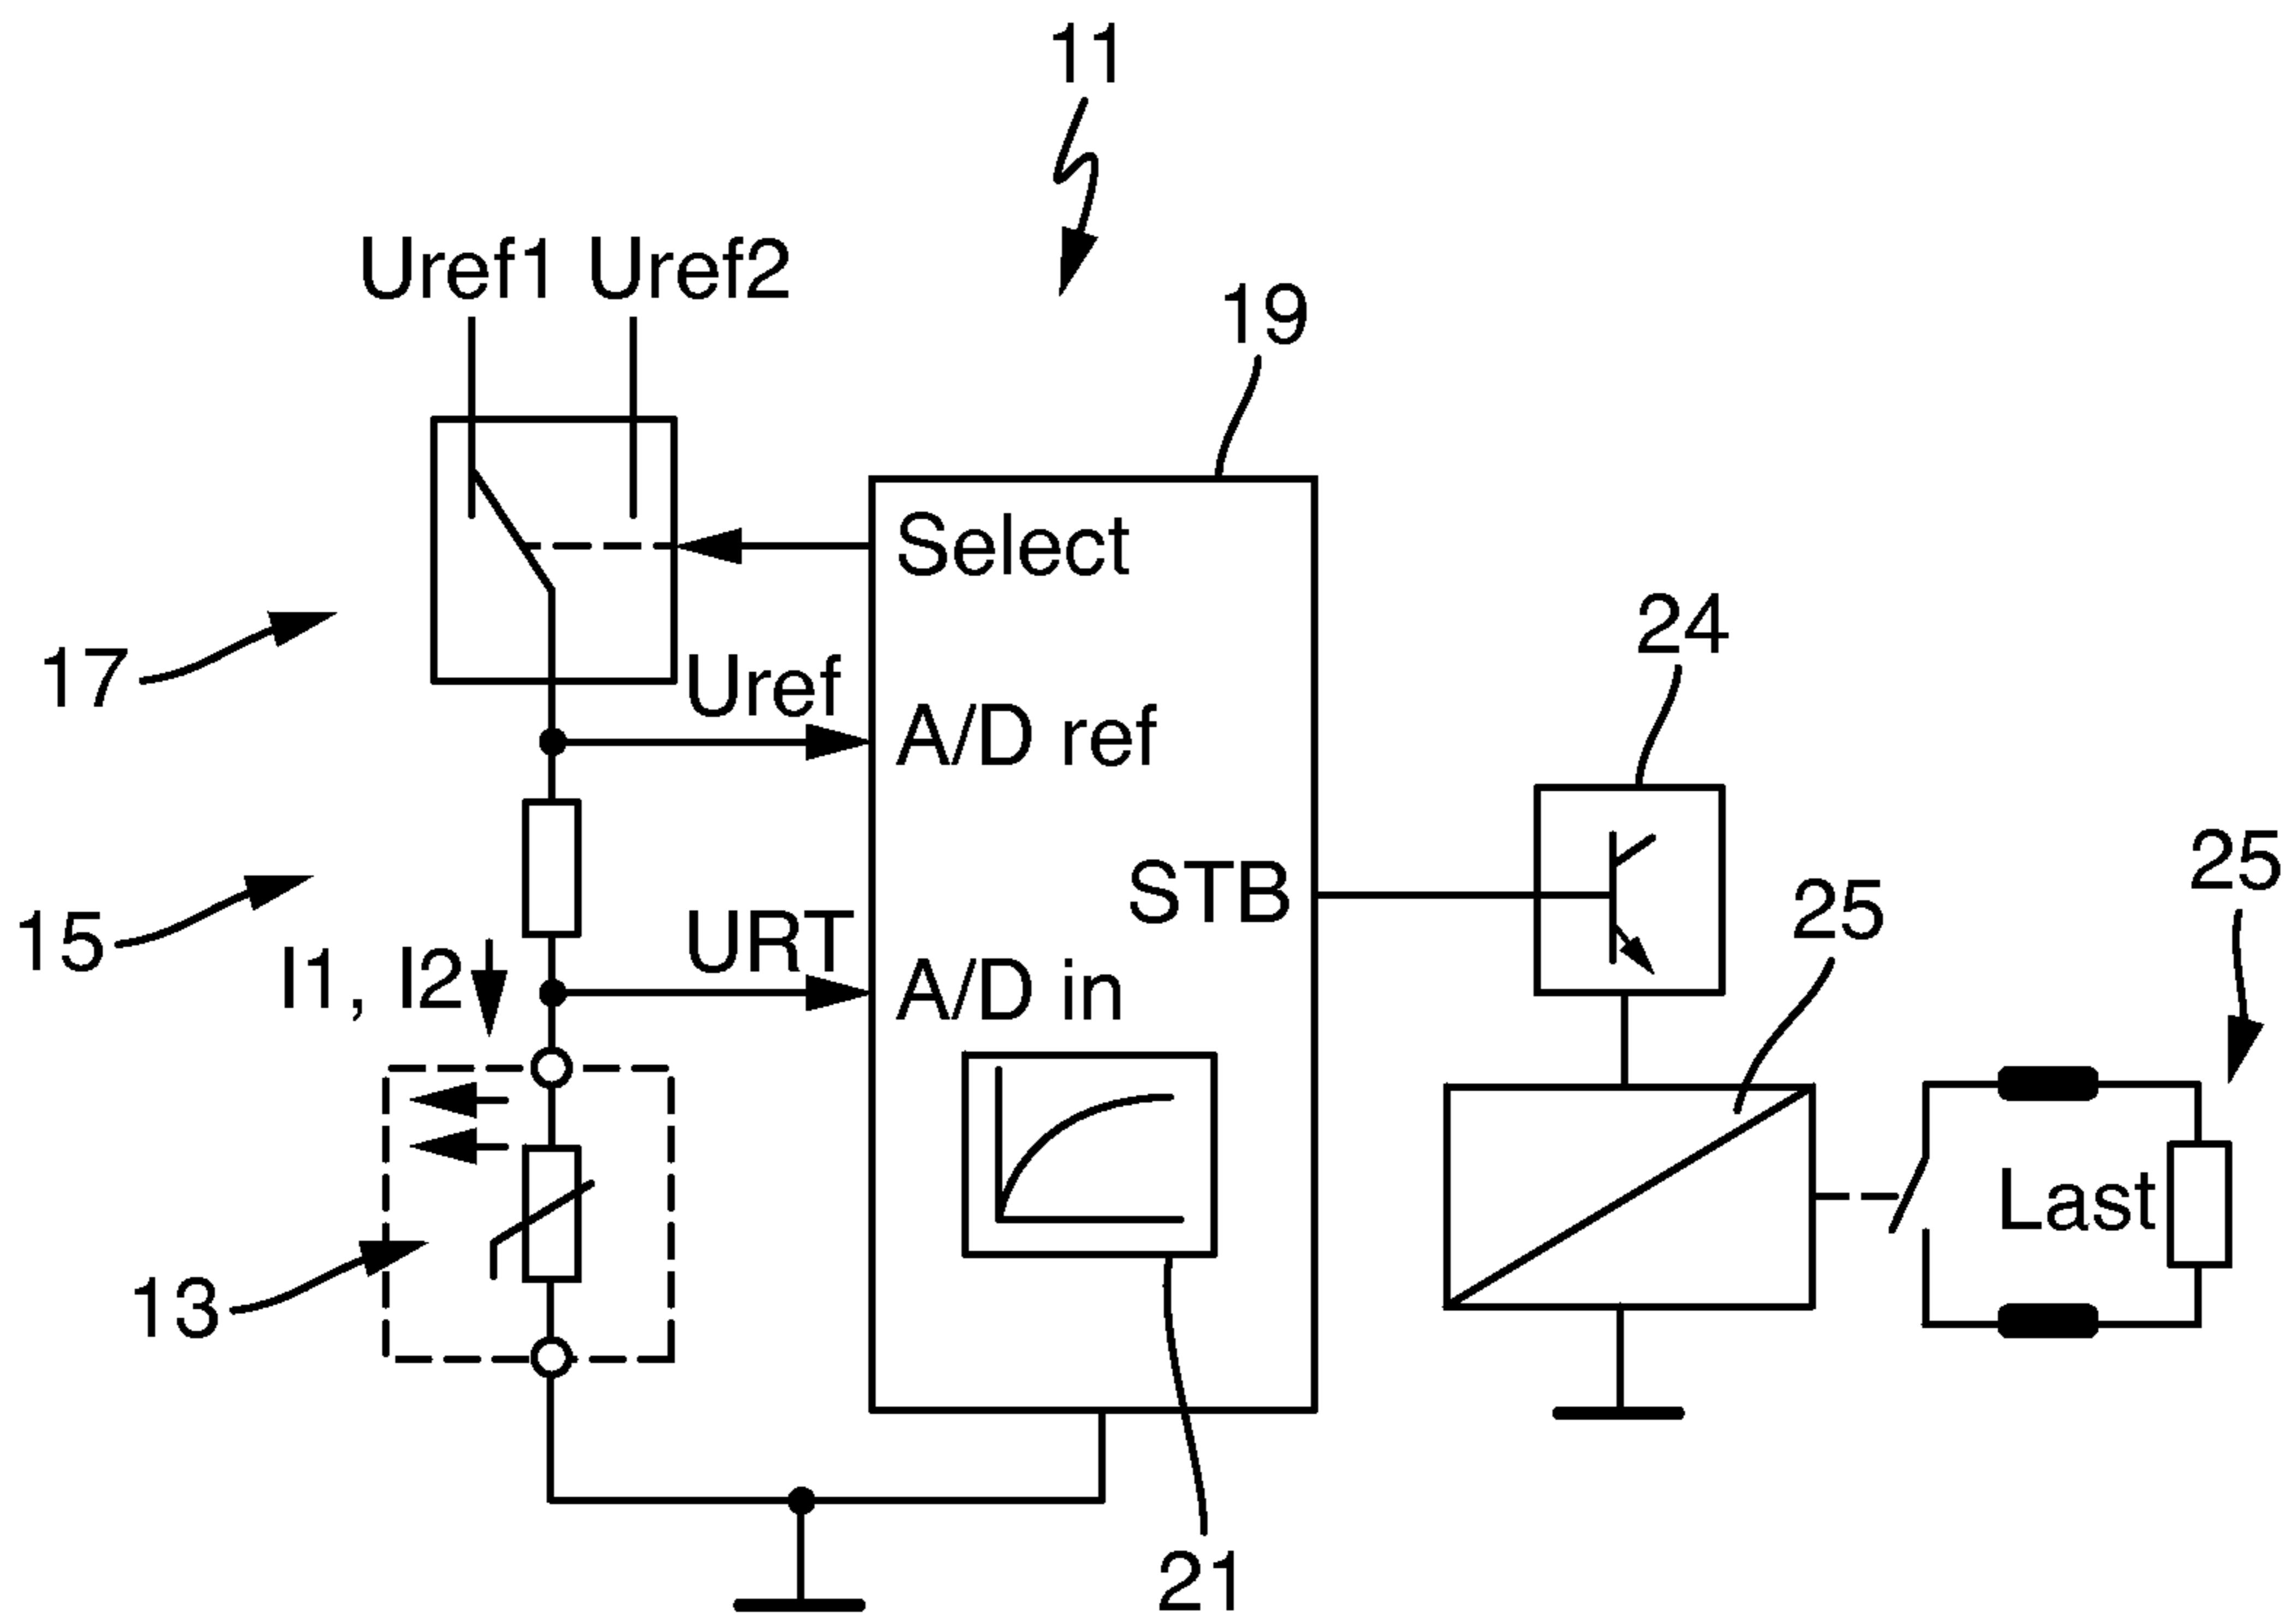 11
Uref1 Uref2
19
Select
17
Uref
A/D ref
24
STB
25
25
15
URT
I1, I2
A/D in
Last
13
21